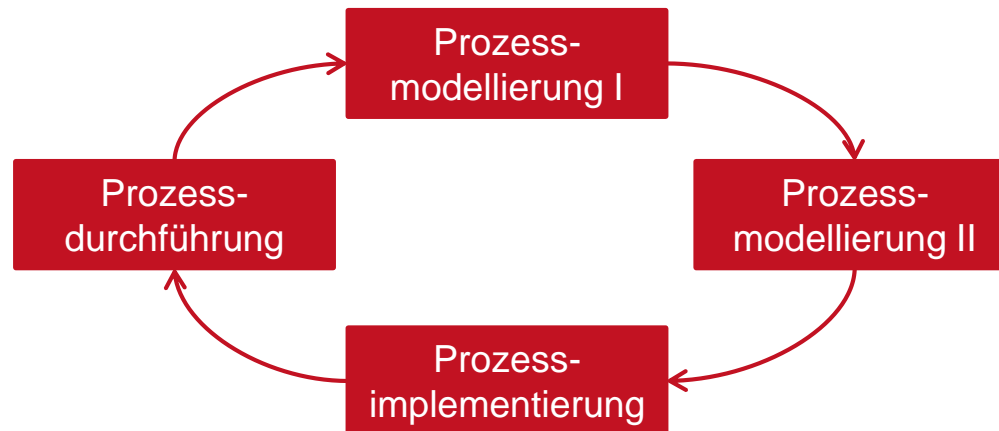 Prozess-
modellierung I
Prozess-
durchführung
Prozess-
modellierung II
Prozess-
implementierung